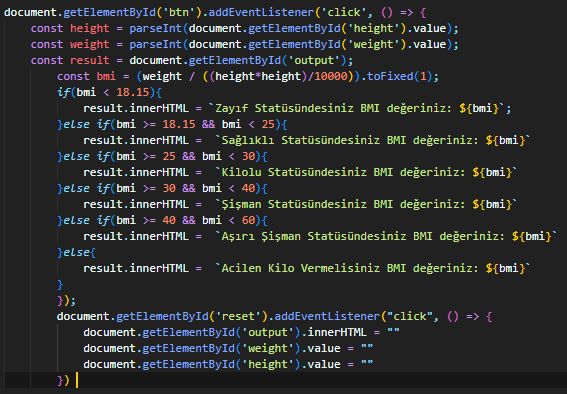 document.getElementById('btn').addEventListener('click', () => {
    const height = parseInt(document.getElementById('height').value);
    const weight = parseInt(document.getElementById('weight').value);
    const result = document.getElementById('output');
        const bmi = (weight / ((height*height)/10000)).toFixed(1);
        if(bmi < 18.15){
            result.innerHTML = `Zayıf Statüsündesiniz BMI değeriniz: ${bmi}`;
        }else if(bmi >= 18.15 && bmi < 25){
            result.innerHTML =  `Sağlıklı Statüsündesiniz BMI değeriniz: ${bmi}`
        }else if(bmi >= 25 && bmi < 30){
            result.innerHTML =  `Kilolu Statüsündesiniz BMI değeriniz: ${bmi}`
        }else if(bmi >= 30 && bmi < 40){
            result.innerHTML =  `Şişman Statüsündesiniz BMI değeriniz: ${bmi}`
        }else if(bmi >= 40 && bmi < 60){
            result.innerHTML =  `Aşırı Şişman Statüsündesiniz BMI değeriniz: ${bmi}`
        }else{
            result.innerHTML =  `Acilen Kilo Vermelisiniz BMI değeriniz: ${bmi}`
        }
        });
        document.getElementById('reset').addEventListener("click", () => {
            document.getElementById('output').innerHTML = ""
            document.getElementById('weight').value = ""
            document.getElementById('height').value = ""
        })